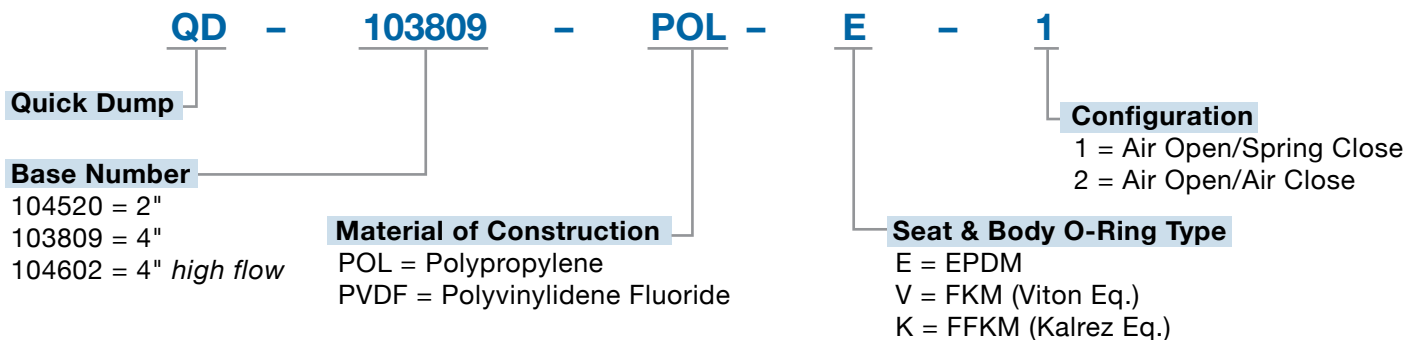 QD – 103809 – POL – E – 1
Quick Dump
Base Number
104520 = 2"
103809 = 4"
104602 = 4" high flow
Material of Construction
POL = Polypropylene
PVDF = Polyvinylidene Fluoride
Seat & Body O-Ring Type
E = EPDM
V = FKM (Viton Eq.)
K = FFKM (Kalrez Eq.)
Configuration
1 = Air Open/Spring Close
2 = Air Open/Air Close